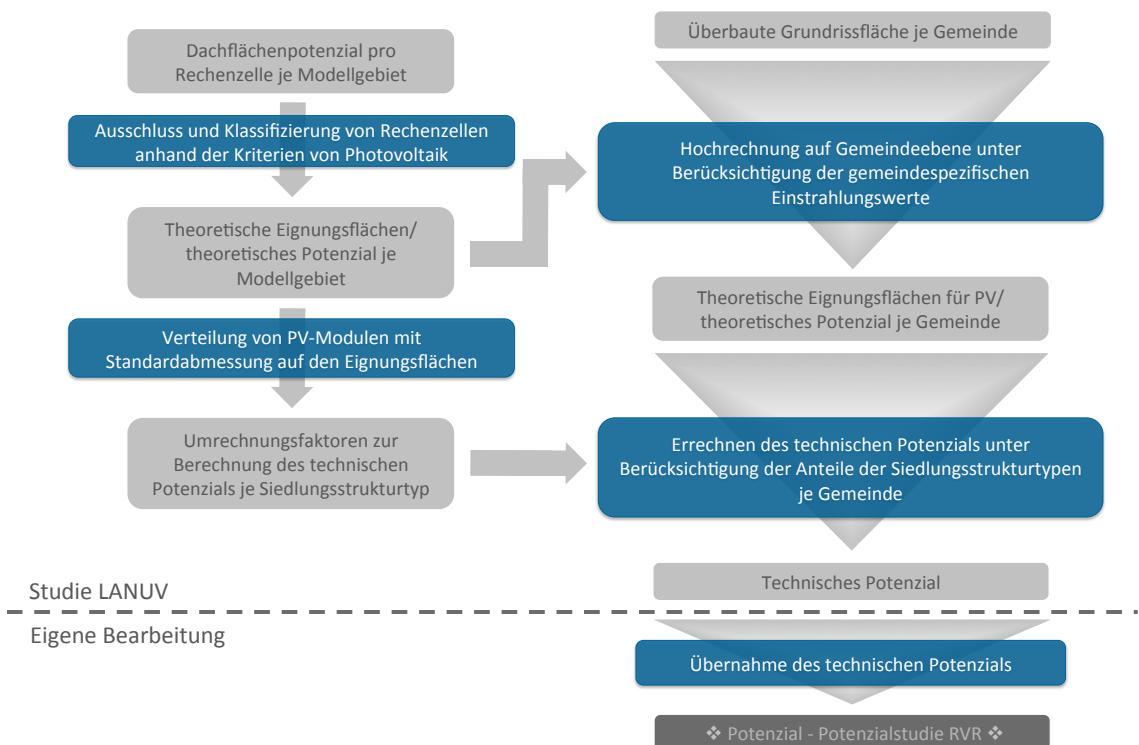 Dachflächenpotenzial pro
Rechenzelle je Modellgebiet
Ausschluss und Klassifizierung von Rechenzellen
anhand der Kriterien von Photovoltaik
Theoretische Eignungsflächen/
theoretisches Potenzial je
Modellgebiet
Verteilung von PV-Modulen mit
Standardabmessung auf den Eignungsflächen
Umrechnungsfaktoren zur
Berechnung des technischen
Potenzials je Siedlungsstrukturtyp
Überbaute Grundrissfläche je Gemeinde
Hochrechnung auf Gemeindeebene unter
Berücksichtigung der gemeindespezifischen
Einstrahlungswerte
Theoretische Eignungsflächen für PV/
theoretisches Potenzial je Gemeinde
Errechnen des technischen Potenzials unter
Berücksichtigung der Anteile der Siedlungsstrukturtypen
je Gemeinde
Technisches Potenzial
Studie LANUV
Eigene Bearbeitung
Übernahme des technischen Potenzials
❖ Potenzial - Potenzialstudie RVR ❖